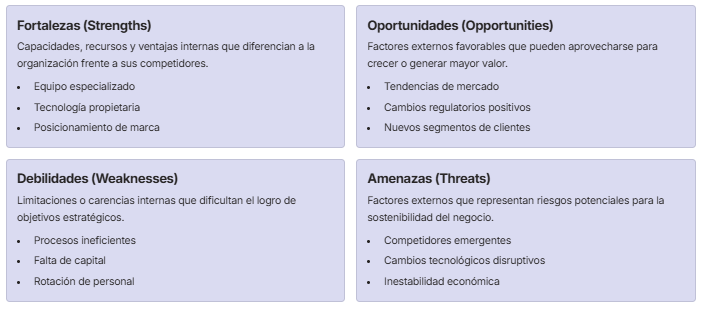 Fortalezas (Strengths)
Capacidades, recursos y ventajas internas que diferencian a la
organización frente a sus competidores.
• Equipo especializado
• Tecnología propietaria
• Posicionamiento de marca
Oportunidades (Opportunities)
Factores externos favorables que pueden aprovecharse para
crecer o generar mayor valor.
• Tendencias de mercado
• Cambios regulatorios positivos
• Nuevos segmentos de clientes
Debilidades (Weaknesses)
Limitaciones o carencias internas que dificultan el logro de
objetivos estratégicos.
• Procesos ineficientes
• Falta de capital
• Rotación de personal
Amenazas (Threats)
Factores externos que representan riesgos potenciales para la
sostenibilidad del negocio.
• Competidores emergentes
• Cambios tecnológicos disruptivos
• Inestabilidad económica